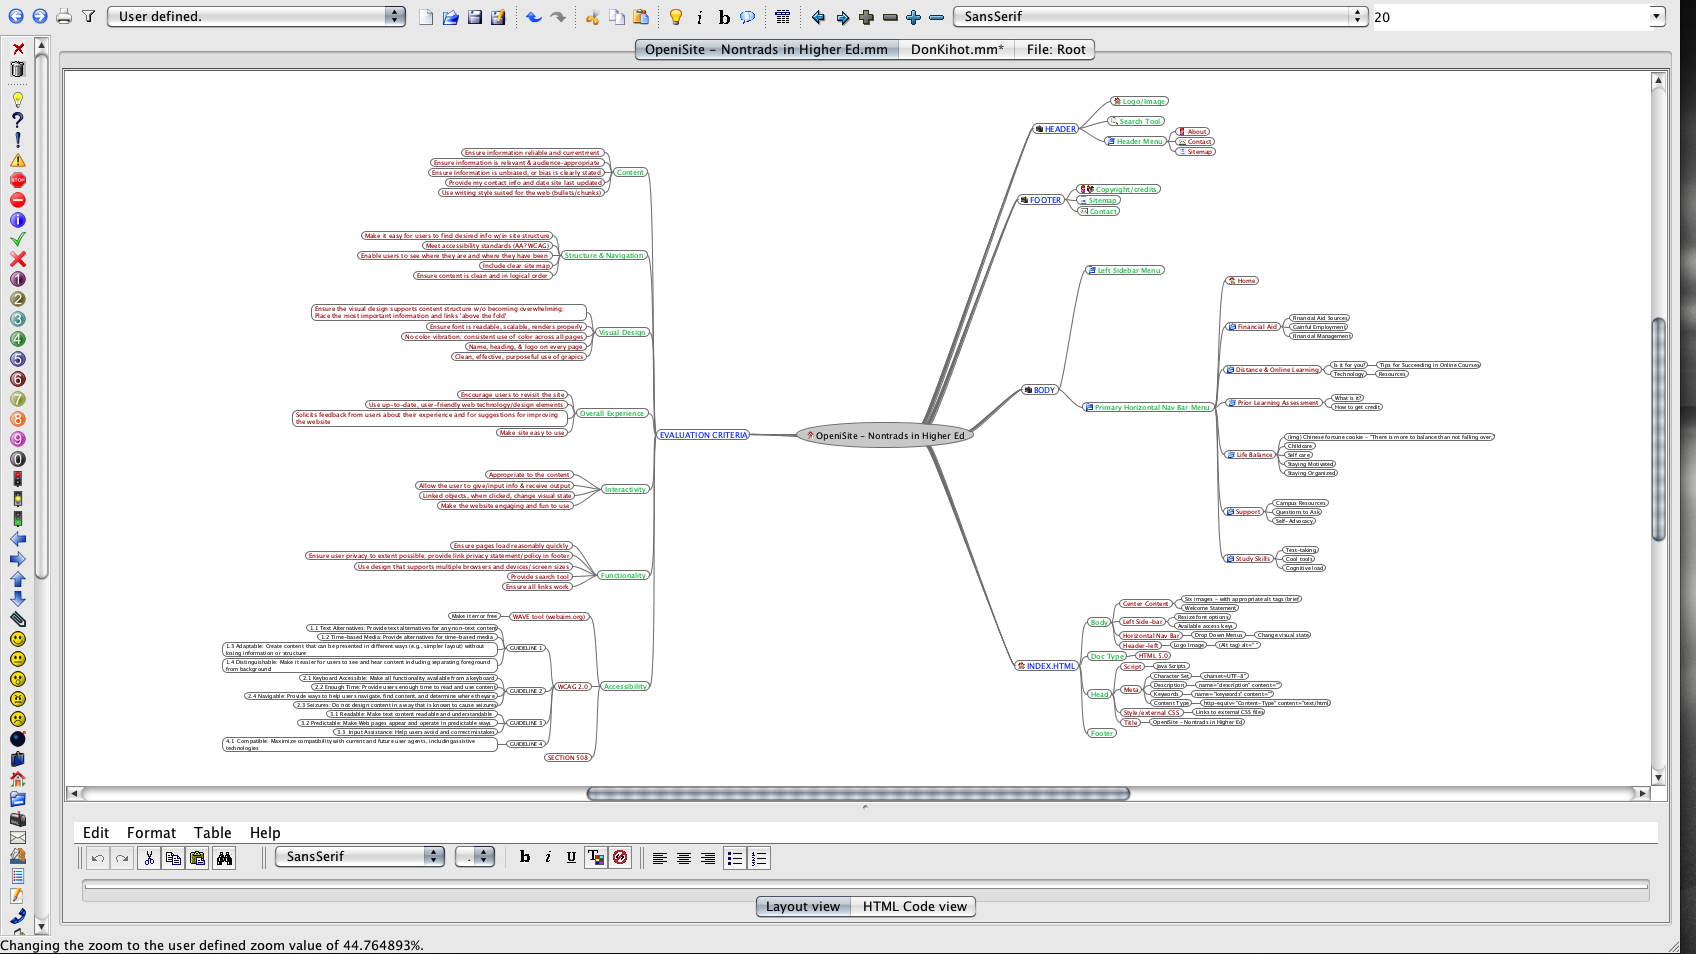 User defined.
SansSerif
20
OpeniSite - Nontrads in Higher Ed.mm
DonKihot.mm*
File: Root
Ensure information reliable and currentrrent
Ensure information is relevant & audience-appropriate
Ensure Information is unbiased, or bias is clearly stated
Provide my contact info and date site last updated
Use writing style suited for the web (bullets/chunks)
Content
Make it easy for users to find desired info w/in site structure
Meet accessibility standards (AA? WCAG)
Enable users to see where they are and where they have been
Include clear site map
Ensure content is clean and in logical order
Structure & Navigation
Ensure the visual design supports content structure w/o becoming overwhelming;
Place the most important information and links 'above the fold'
Ensure font is readable, scalable, renders properly
No color vibration; consistent use of color across all pages
Name, heading, & logo on every page
Clean, effective, purposeful use of grapics
Visual Design
Encourage users to revisit the site
Use up-to-date, user-friendly web technology/design elements
Solicits feedback from users about their experience and for suggestions for improving
the website
Make site easy to use
Overall Experience
EVALUATION CRITERIA
Appropriate to the content
Allow the user to give/input info & receive output
Linked objects, when clicked, change visual state
Make the website engaging and fun to use
Interactivity
Ensure pages load reasonably quickly
Ensure user privacy to extent possible; provide link privacy statement/policy in footer
Use design that supports multiple browsers and devices/screen sizes
Provide search tool
Ensure all links work
Functionality
Make it error free
WAVE tool (webaim.org)
1.1 Text Alternatives: Provide text alternatives for any non-text content
1.2 Time-based Media: Provide alternatives for time-based media
1.3 Adaptable: Create content that can be presented in different ways (e.g., simpler layout) without
losing information or structure
1.4 Distinguishable: Make it easier for users to see and hear content including separating foreground
from background
GUIDELINE 1
2.1 Keyboard Accessible: Make all functionality available from a keyboard
2.2 Enough Time: Provide users enough time to read and use content
2.4 Navigable: Provide ways to help users navigate, find content, and determine where they are
2.3 Seizures: Do not design content in a way that is known to cause seizures
GUIDELINE 2
3.1 Readable: Make text content readable and understandable
3.2 Predictable: Make Web pages appear and operate in predictable ways
3.3 Input Assistance: Help users avoid and correct mistakes
GUIDELINE 3
4.1 Compatible: Maximize compatibility with current and future user agents, including assistive
technologies
GUIDELINE 4
WCAG 2.0
Accessibility
SECTION 508
OpeniSite - Nontrads in Higher Ed
HEADER
Logo/Image
Search Tool
Header Menu
About
Contact
Sitemap
FOOTER
Copyright/credits
Sitemap
Contact
BODY
Left Sidebar Menu
Primary Horizontal Nav Bar Menu
Home
Financial Aid
Financial Aid Sources
Gainful Employment
Financial Management
Distance & Online Learning
Is it for you?
Tips for Succeeding in Online Courses
Technology
Resources
Prior Learning Assessment
What is it?
How to get credit
Life Balance
(Img) Chinese fortune cookie - "There is more to balance than not falling over.
Childcare
Self care
Staying Motivated
Staying Organized
Support
Campus Resources
Questions to Ask
Self-Advocacy
Study Skills
Test-taking
Cool tools
Cognitive load
INDEX.HTML
Body
Center Content
Six images - with appropriate alt tags (brief
Welcome Statement
Left Side-bar
Resize font options
Available access keys
Horizontal Nav Bar
Drop Down Menus
Change visual state
Header-left
Logo Image
(Alt tag) alt=" "
Doc Type
HTML 5.0
Head
Script
Java Scripts
Meta
Character Set
charset=UTF-8"
Description
name="description" content=""
Keywords
name="keywords" content=""
Content Type
http-equiv="Content-Type" content="text/html
Style/external CSS
Links to external CSS files
Title
OpeniSite - Nontrads in Higher Ed
Footer
Edit Format Table Help
SansSerif
Layout view
HTML Code view
Changing the zoom to the user defined zoom value of 44.764893%.